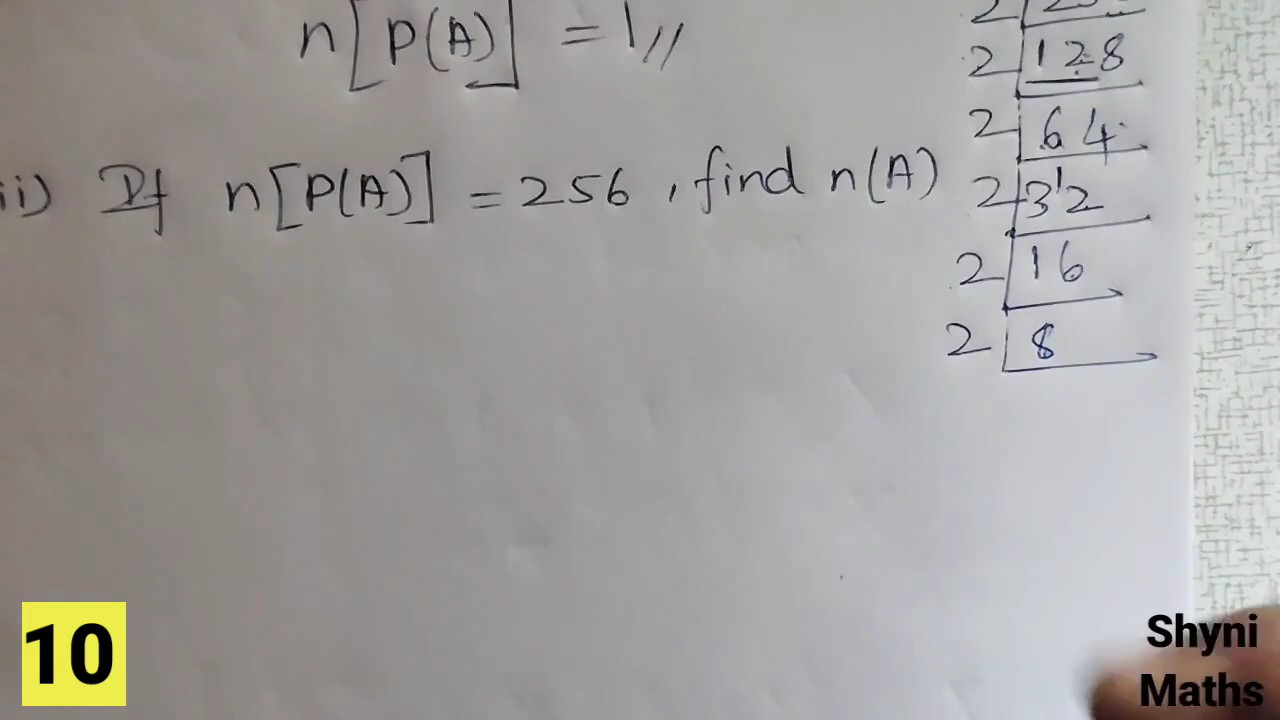 n[P(A)] = 1//
ii) If n[P(A)] = 256, find n(A)
2 | 128
2 | 64
2 | 32
2 | 16
2 | 8
10
Shyni
Maths